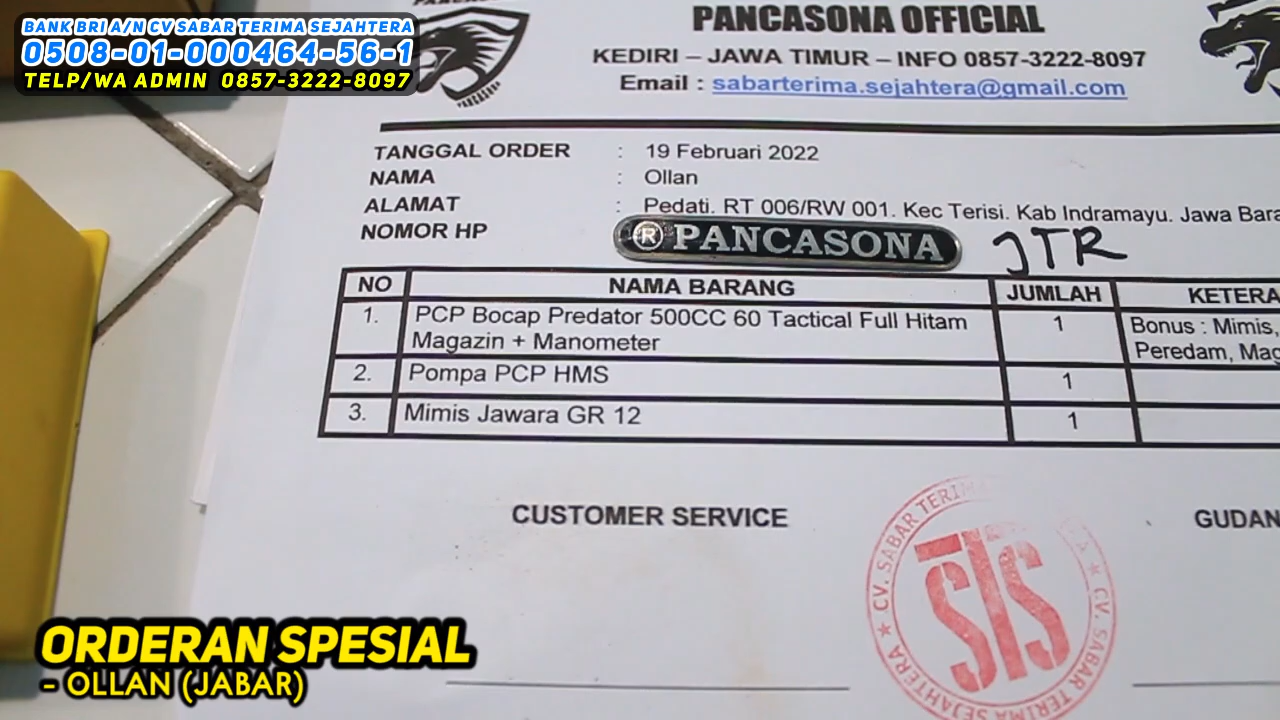 BANK BRI A/N CV SABAR TERIMA SEJAHTERA
0508-01-000464-56-1
TELP/WA ADMIN 0857-3222-8097
PANCASONA
PANCASONA OFFICIAL
KEDIRI – JAWA TIMUR – INFO 0857-3222-8097
Email : sabarterima.sejahtera@gmail.com
TANGGAL ORDER : 19 Februari 2022
NAMA : Ollan
ALAMAT : Pedati. RT 006/RW 001. Kec Terisi. Kab Indramayu. Jawa Bara
NOMOR HP
® PANCASONA JTR
NO NAMA BARANG JUMLAH KETERA
1. PCP Bocap Predator 500CC 60 Tactical Full Hitam 1 Bonus : Mimis,
Magazin + Manometer Peredam, Mag
2. Pompa PCP HMS 1
3. Mimis Jawara GR 12 1
CUSTOMER SERVICE GUDAN
CV. SABAR TERIMA SEJAHTERA
STS
ORDERAN SPESIAL
- OLLAN (JABAR)